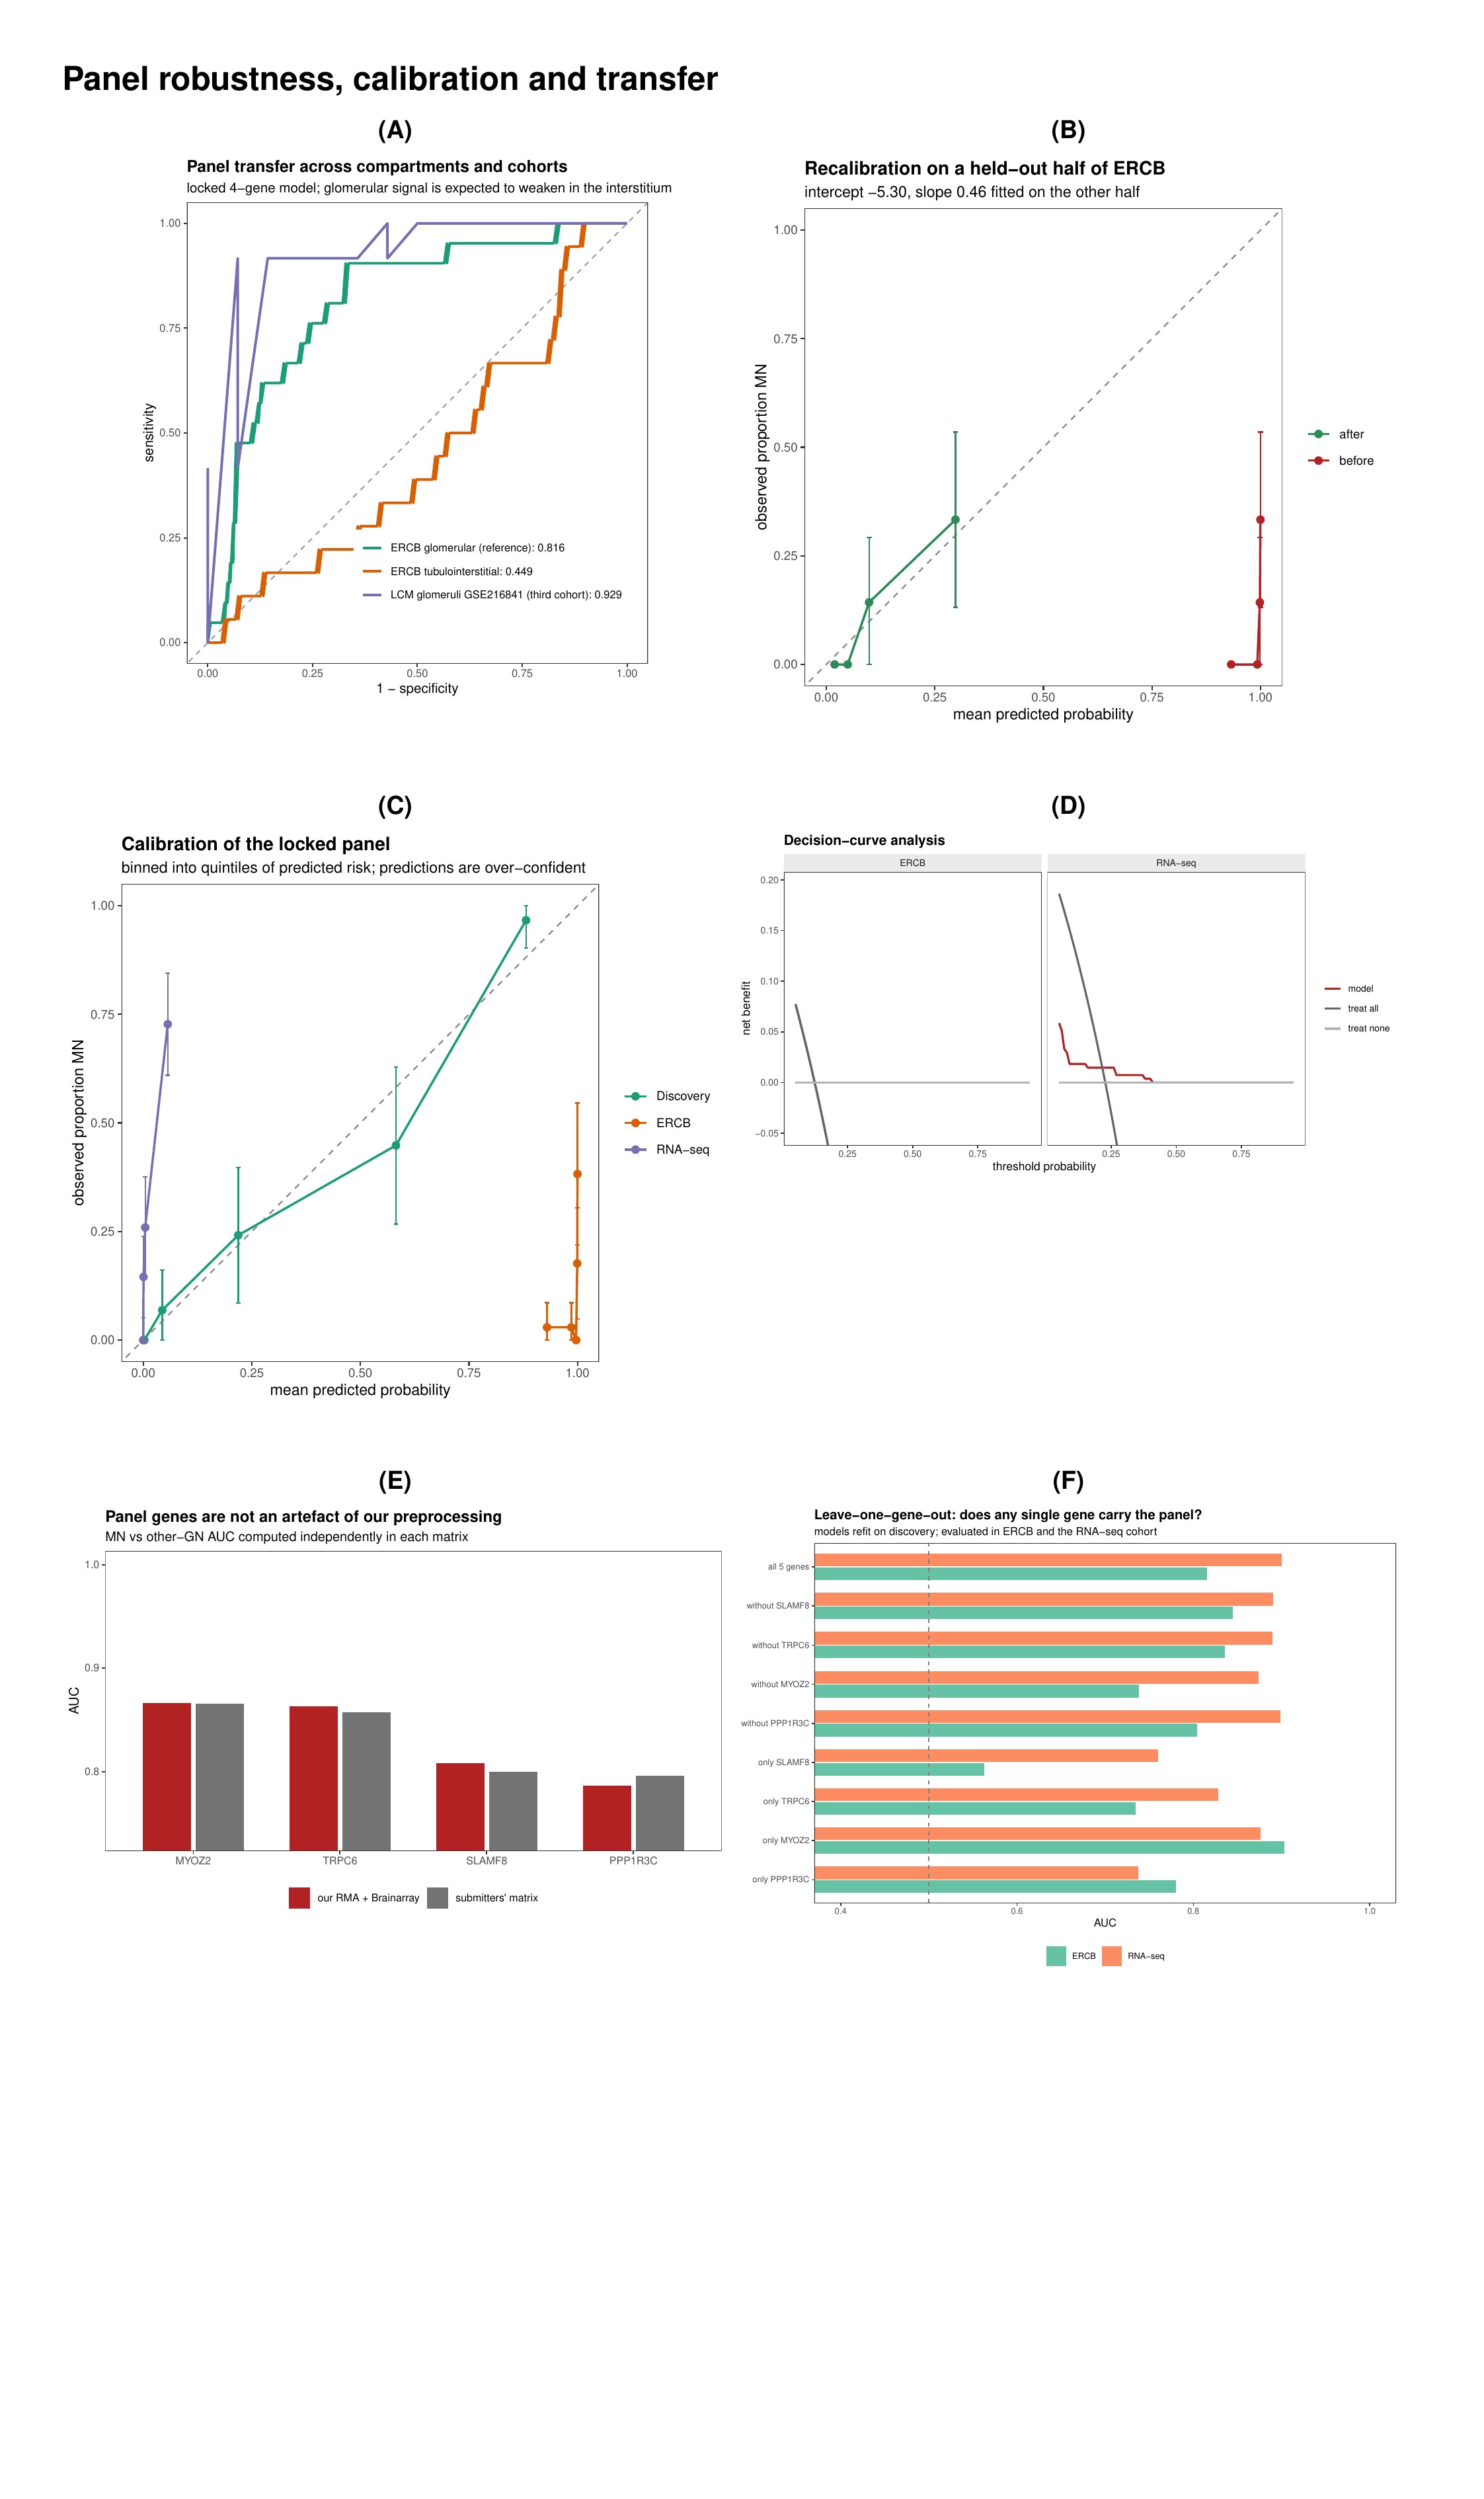 Panel robustness, calibration and transfer
(A)
Panel transfer across compartments and cohorts
locked 4−gene model; glomerular signal is expected to weaken in the interstitium
1.00
0.75
0.50
0.25
0.00
sensitivity
ERCB glomerular (reference): 0.816
ERCB tubulointerstitial: 0.449
LCM glomeruli GSE216841 (third cohort): 0.929
0.00 0.25 0.50 0.75 1.00
1 − specificity
(B)
Recalibration on a held−out half of ERCB
intercept −5.30, slope 0.46 fitted on the other half
1.00
0.75
0.50
0.25
0.00
observed proportion MN
after
before
0.00 0.25 0.50 0.75 1.00
mean predicted probability
(C)
Calibration of the locked panel
binned into quintiles of predicted risk; predictions are over−confident
1.00
0.75
0.50
0.25
0.00
observed proportion MN
Discovery
ERCB
RNA−seq
0.00 0.25 0.50 0.75 1.00
mean predicted probability
(D)
Decision−curve analysis
ERCB RNA−seq
0.20
0.15
0.10
0.05
0.00
−0.05
net benefit
model
treat all
treat none
0.25 0.50 0.75 0.25 0.50 0.75
threshold probability
(E)
Panel genes are not an artefact of our preprocessing
MN vs other−GN AUC computed independently in each matrix
1.0
0.9
0.8
AUC
MYOZ2 TRPC6 SLAMF8 PPP1R3C
our RMA + Brainarray submitters' matrix
(F)
Leave−one−gene−out: does any single gene carry the panel?
models refit on discovery; evaluated in ERCB and the RNA−seq cohort
all 5 genes
without SLAMF8
without TRPC6
without MYOZ2
without PPP1R3C
only SLAMF8
only TRPC6
only MYOZ2
only PPP1R3C
0.4 0.6 0.8 1.0
AUC
ERCB RNA−seq